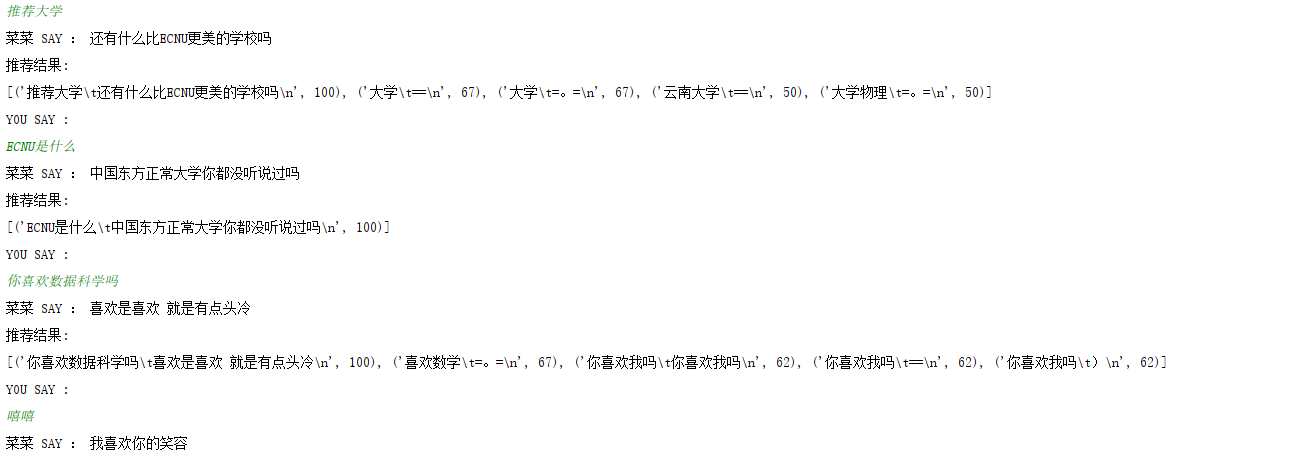 推荐大学
菜菜 SAY ： 还有什么比ECNU更美的学校吗
推荐结果:
[('推荐大学\t还有什么比ECNU更美的学校吗\n', 100), ('大学\t==\n', 67), ('大学\t=。=\n', 67), ('云南大学\t==\n', 50), ('大学物理\t=。=\n', 50)]
YOU SAY :
ECNU是什么
菜菜 SAY ： 中国东方正常大学你都没听说过吗
推荐结果:
[('ECNU是什么\t中国东方正常大学你都没听说过吗\n', 100)]
YOU SAY :
你喜欢数据科学吗
菜菜 SAY ： 喜欢是喜欢 就是有点头冷
推荐结果:
[('你喜欢数据科学吗\t喜欢是喜欢 就是有点头冷\n', 100), ('喜欢数学\t=。=\n', 67), ('你喜欢我吗\t你喜欢我吗\n', 62), ('你喜欢我吗\t==\n', 62), ('你喜欢我吗\t）\n', 62)]
YOU SAY :
嘻嘻
菜菜 SAY ： 我喜欢你的笑容